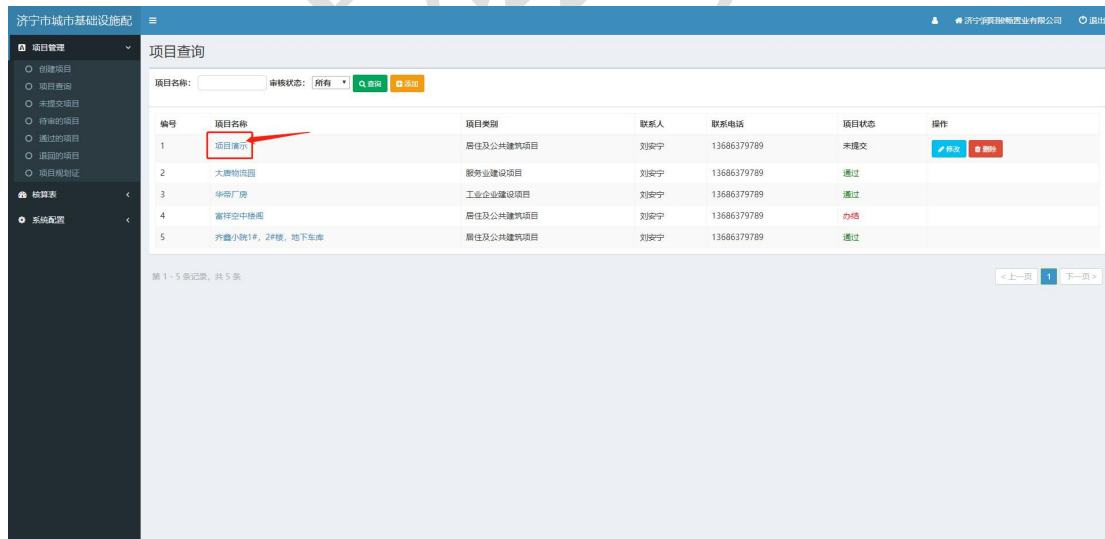 济宁市城市基础设施配
济宁润琪骏畅置业有限公司 退出
项目管理
创建项目
项目查询
未提交项目
待审的项目
通过的项目
退回的项目
项目规划证
核算表
系统配置
项目查询
项目名称： 审核状态： 所有 查询 添加
编号 项目名称 项目类别 联系人 联系电话 项目状态 操作
1 项目演示 居住及公共建筑项目 刘安宁 13686379789 未提交 修改 删除
2 大唐物流园 服务业建设项目 刘安宁 13686379789 通过
3 华帝厂房 工业企业建设项目 刘安宁 13686379789 通过
4 富祥空中楼阁 居住及公共建筑项目 刘安宁 13686379789 办结
5 齐鑫小院1#，2#楼，地下车库 居住及公共建筑项目 刘安宁 13686379789 通过
第 1 - 5 条记录，共 5 条
<上一页 1 下一页>